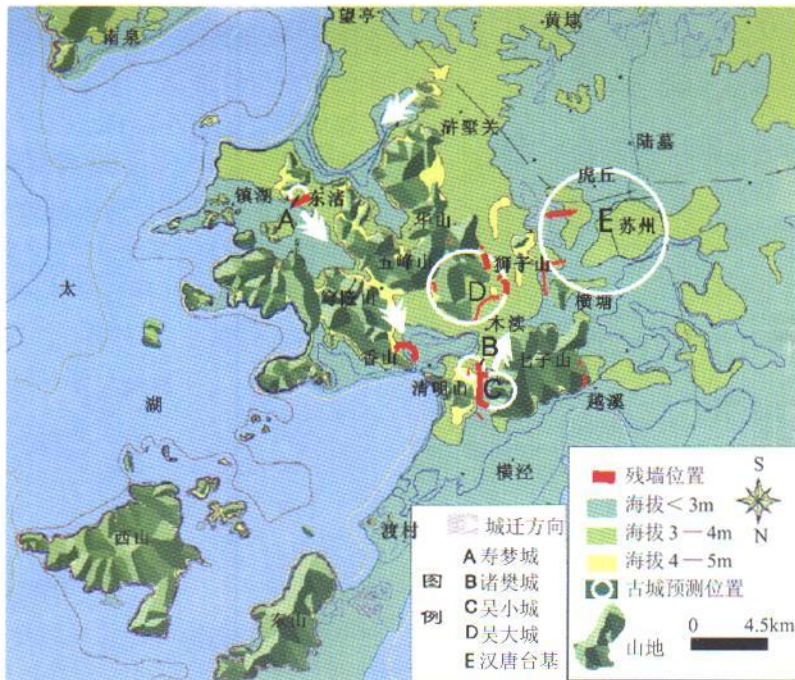 望亭
黄埭
南泉
浒墅关
陆墓
虎丘
镇湖
东渚
A
E 苏州
华山
五峰山
狮子山
太
穹隆山
D
横塘
木渎
B
香山
七子山
湖
清明山
C
越溪
横泾
西山
渡村
东山
城迁方向
A 寿梦城
图
B 诸樊城
C 吴小城
例
D 吴大城
E 汉唐台基
残墙位置
S
海拔<3m
海拔3—4m
N
海拔4—5m
古城预测位置
0 4.5km
山地